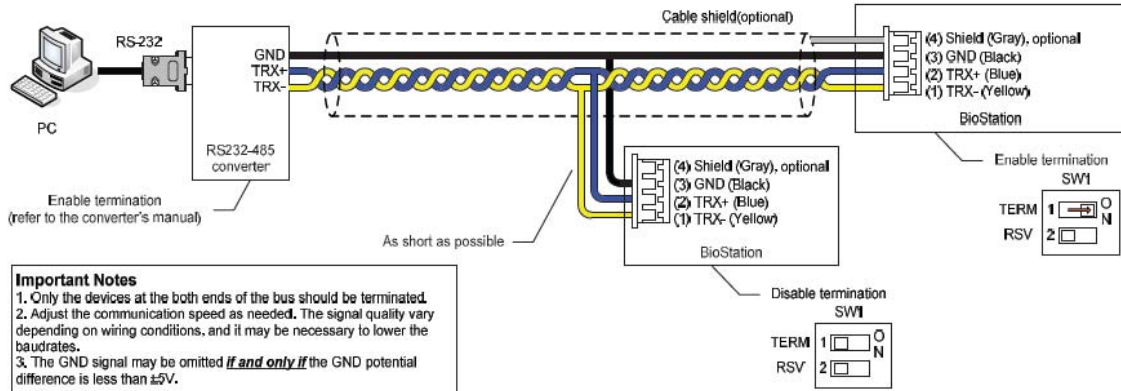 Cable shield(optional)
RS-232
GND
TRX+
TRX-
PC
RS232-485
converter
Enable termination
(refer to the converter's manual)
(4) Shield (Gray), optional
(3) GND (Black)
(2) TRX+ (Blue)
(1) TRX- (Yellow)
BioStation
Enable termination
SW1
TERM 1 O
N
RSV 2
As short as possible
(4) Shield (Gray), optional
(3) GND (Black)
(2) TRX+ (Blue)
(1) TRX- (Yellow)
BioStation
Disable termination
SW1
TERM 1 O
N
RSV 2
Important Notes
1. Only the devices at the both ends of the bus should be terminated.
2. Adjust the communication speed as needed. The signal quality vary
depending on wiring conditions, and it may be necessary to lower the
baudrates.
3. The GND signal may be omitted if and only if the GND potential
difference is less than ±5V.